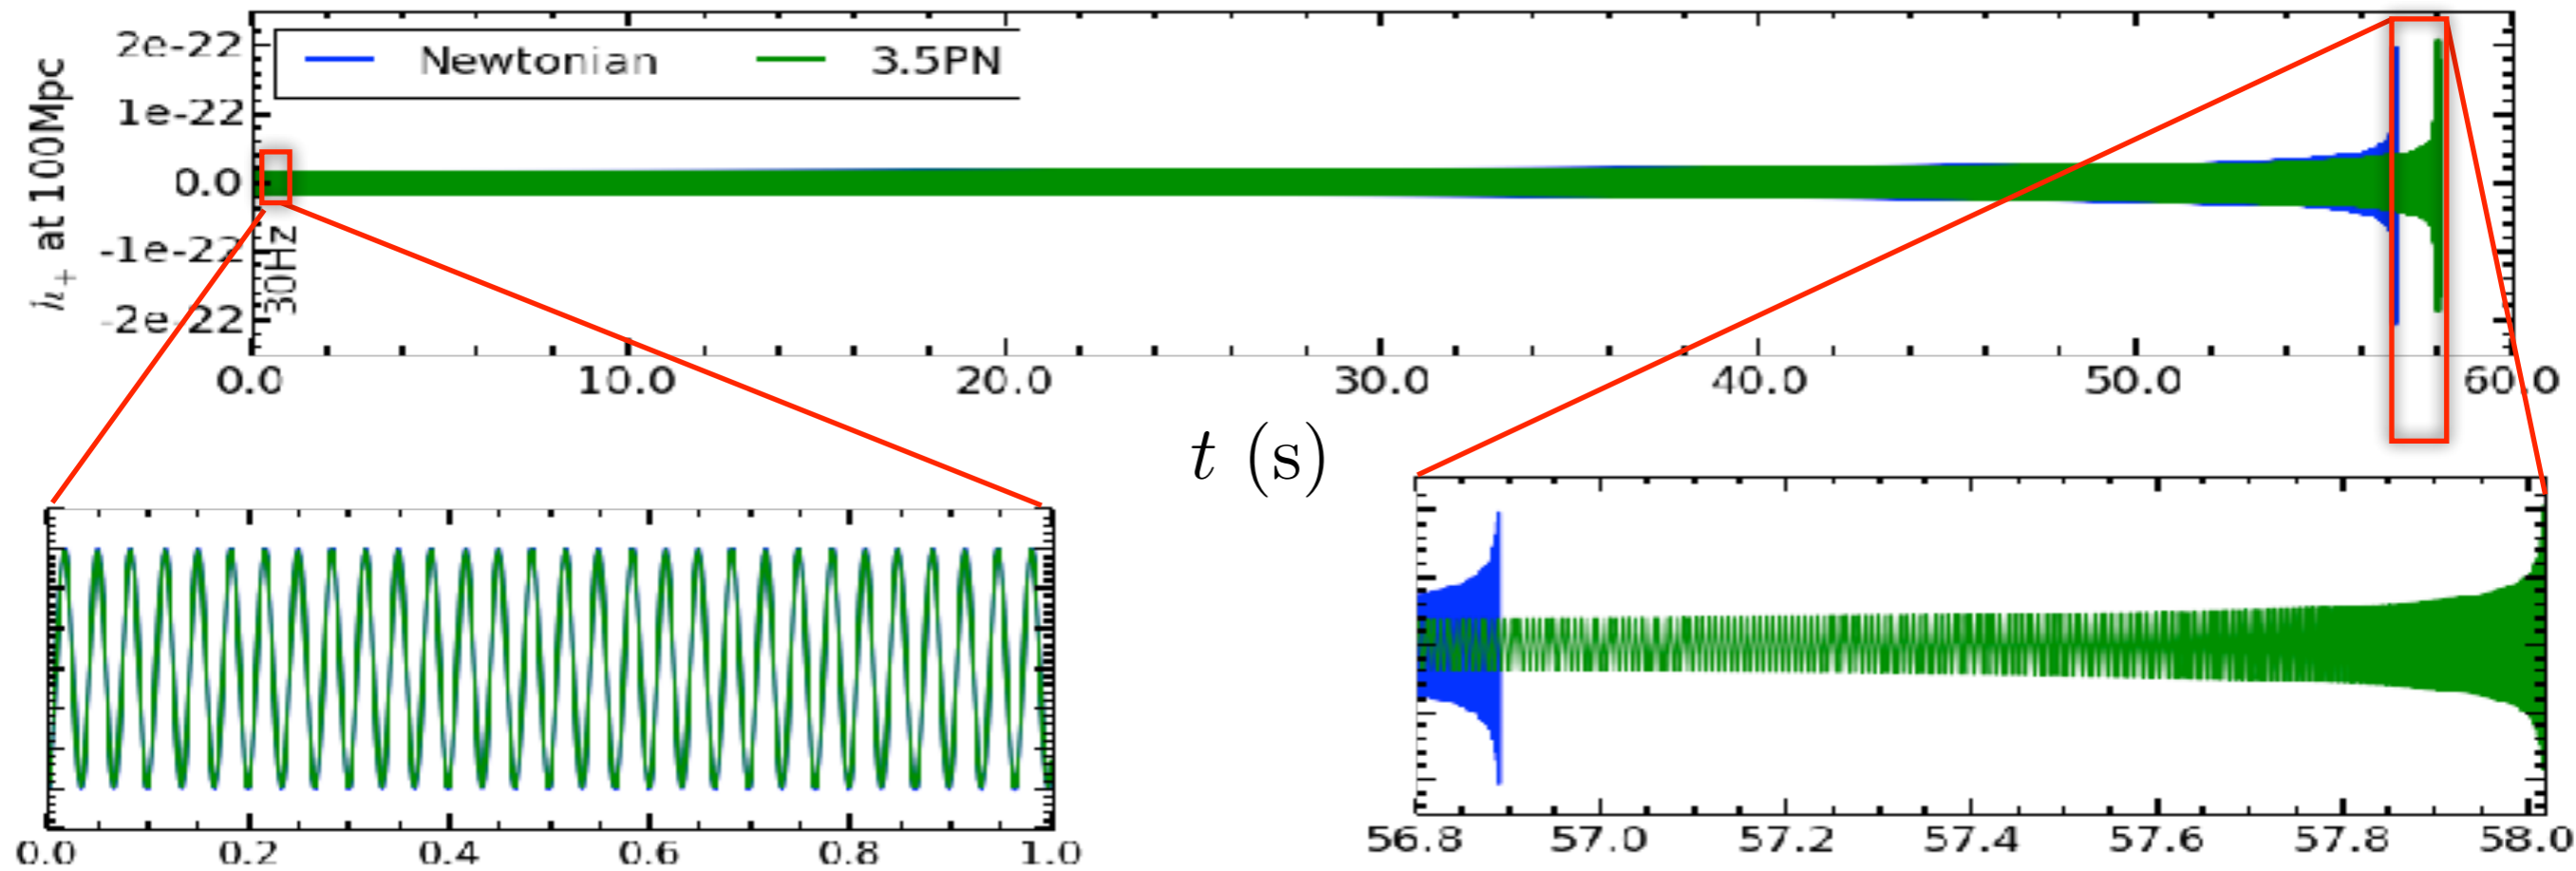 Newtonian 3.5PN
h₊ at 100Mpc
2e-22
1e-22
0.0
-1e-22
-2e-22
30Hz
0.0 10.0 20.0 30.0 40.0 50.0 60.0
t (s)
0.0 0.2 0.4 0.6 0.8 1.0
56.8 57.0 57.2 57.4 57.6 57.8 58.0